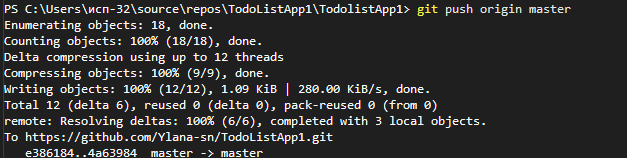 PS C:\Users\исп-32\source\repos\TodoListApp1\TodolistApp1> git push origin master
Enumerating objects: 18, done.
Counting objects: 100% (18/18), done.
Delta compression using up to 12 threads
Compressing objects: 100% (9/9), done.
Writing objects: 100% (12/12), 1.09 KiB | 280.00 KiB/s, done.
Total 12 (delta 6), reused 0 (delta 0), pack-reused 0 (from 0)
remote: Resolving deltas: 100% (6/6), completed with 3 local objects.
To https://github.com/Ylana-sn/TodoListApp1.git
   e386184..4a63984  master -> master